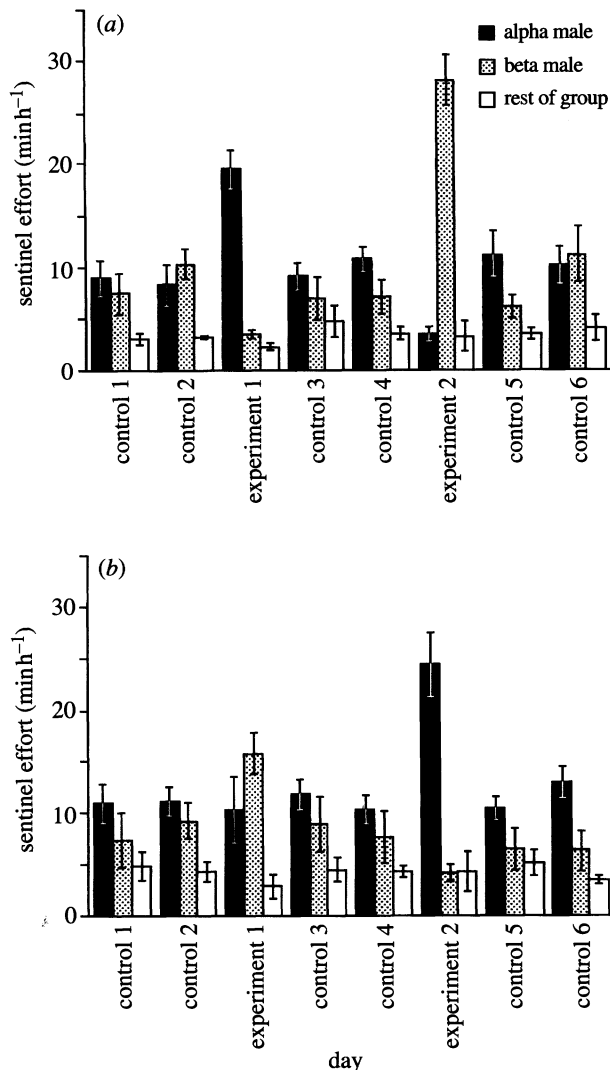 (a)
alpha male
beta male
rest of group
sentinel effort (min h⁻¹)
30
20
10
0
control 1
control 2
experiment 1
control 3
control 4
experiment 2
control 5
control 6
(b)
sentinel effort (min h⁻¹)
30
20
10
0
control 1
control 2
experiment 1
control 3
control 4
experiment 2
control 5
control 6
day